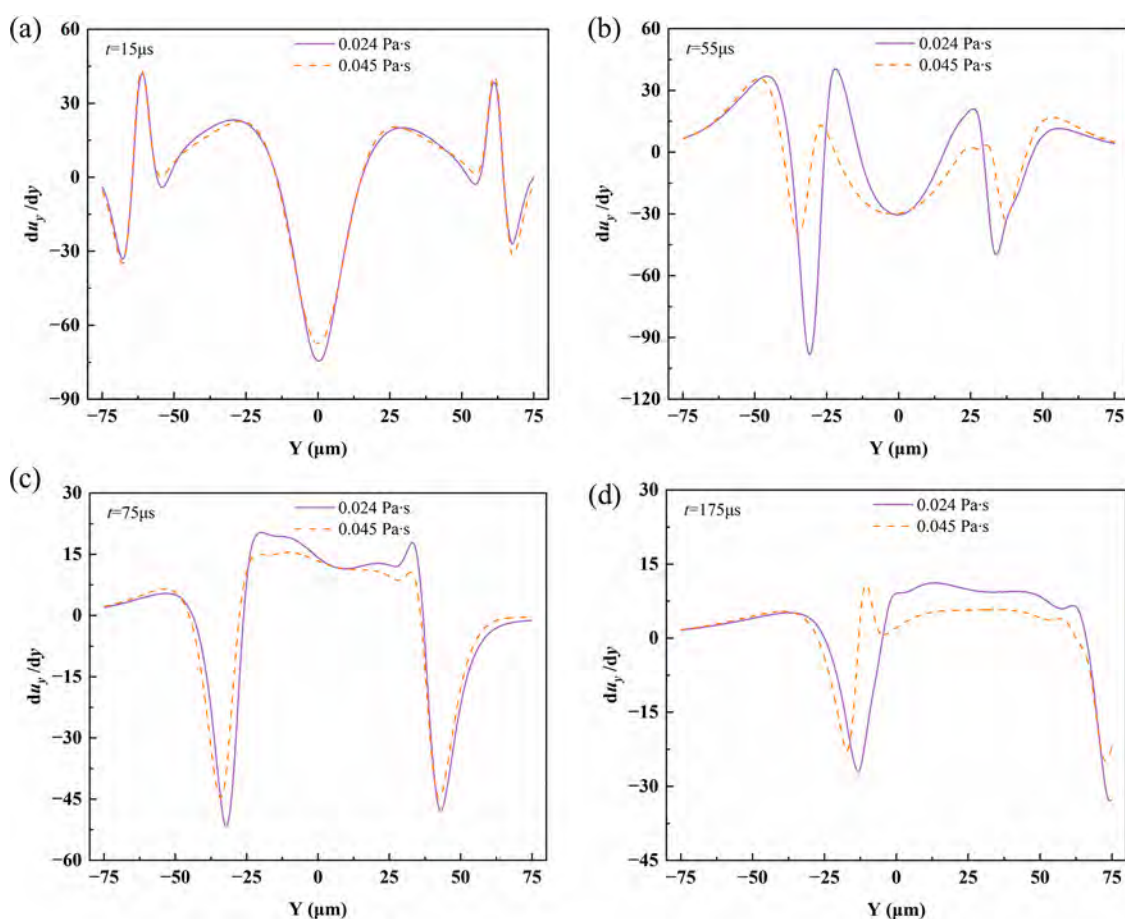 (a)
t=15μs
0.024 Pa·s
0.045 Pa·s
60
30
0
−30
−60
−90
du_y/dy
−75
−50
−25
0
25
50
75
Y (μm)
(b)
t=55μs
0.024 Pa·s
0.045 Pa·s
60
30
0
−30
−60
−90
−120
du_y/dy
−75
−50
−25
0
25
50
75
Y (μm)
(c)
t=75μs
0.024 Pa·s
0.045 Pa·s
30
15
0
−15
−30
−45
−60
du_y/dy
−75
−50
−25
0
25
50
75
Y (μm)
(d)
t=175μs
0.024 Pa·s
0.045 Pa·s
30
15
0
−15
−30
−45
du_y/dy
−75
−50
−25
0
25
50
75
Y (μm)